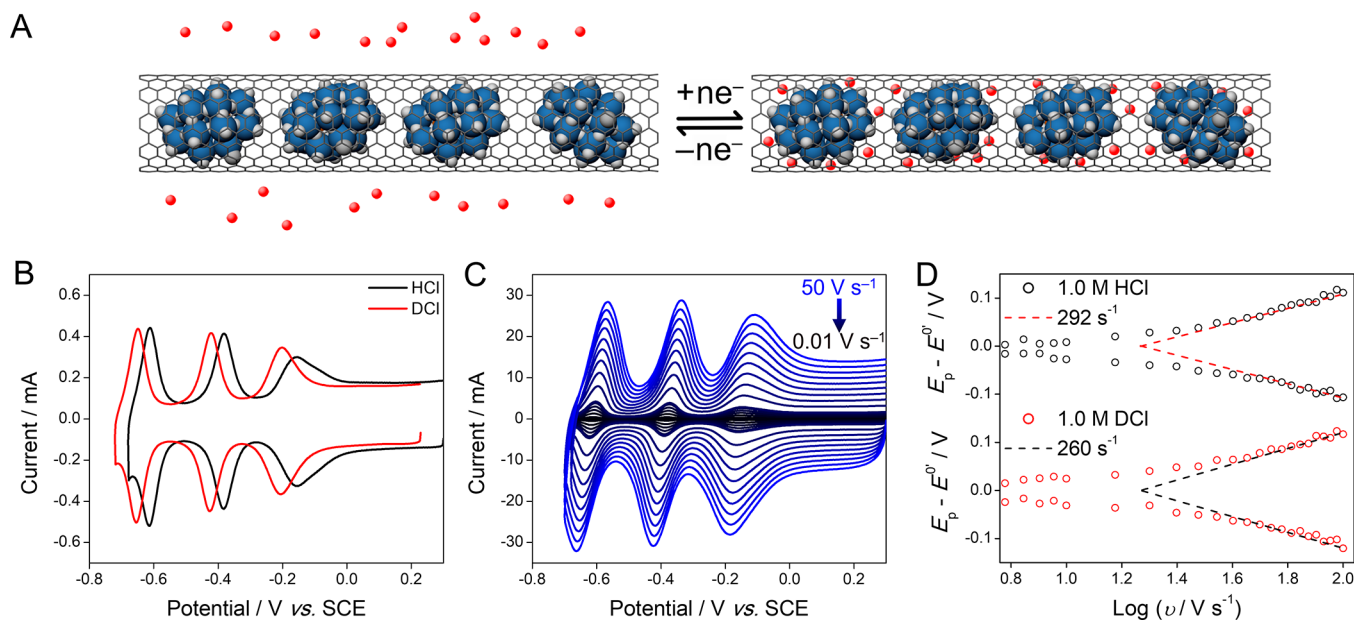 A
+ne⁻
−ne⁻
B
HCl
DCl
Current / mA
0.6
0.4
0.2
0.0
-0.2
-0.4
-0.6
-0.8
-0.6
-0.4
-0.2
0.0
0.2
Potential / V vs. SCE
C
50 V s⁻¹
0.01 V s⁻¹
Current / mA
30
20
10
0
-10
-20
-30
-0.8
-0.6
-0.4
-0.2
0.0
0.2
Potential / V vs. SCE
D
1.0 M HCl
292 s⁻¹
Eₚ - E⁰' / V
0.1
0.0
-0.1
1.0 M DCl
260 s⁻¹
Eₚ - E⁰' / V
0.1
0.0
-0.1
0.8
1.0
1.2
1.4
1.6
1.8
2.0
Log (υ / V s⁻¹)